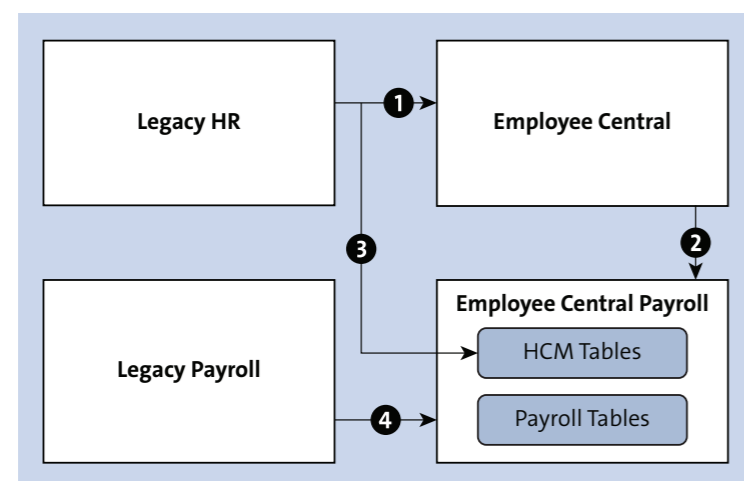 Legacy HR
1
Employee Central
3
2
Legacy Payroll
4
Employee Central Payroll
HCM Tables
Payroll Tables